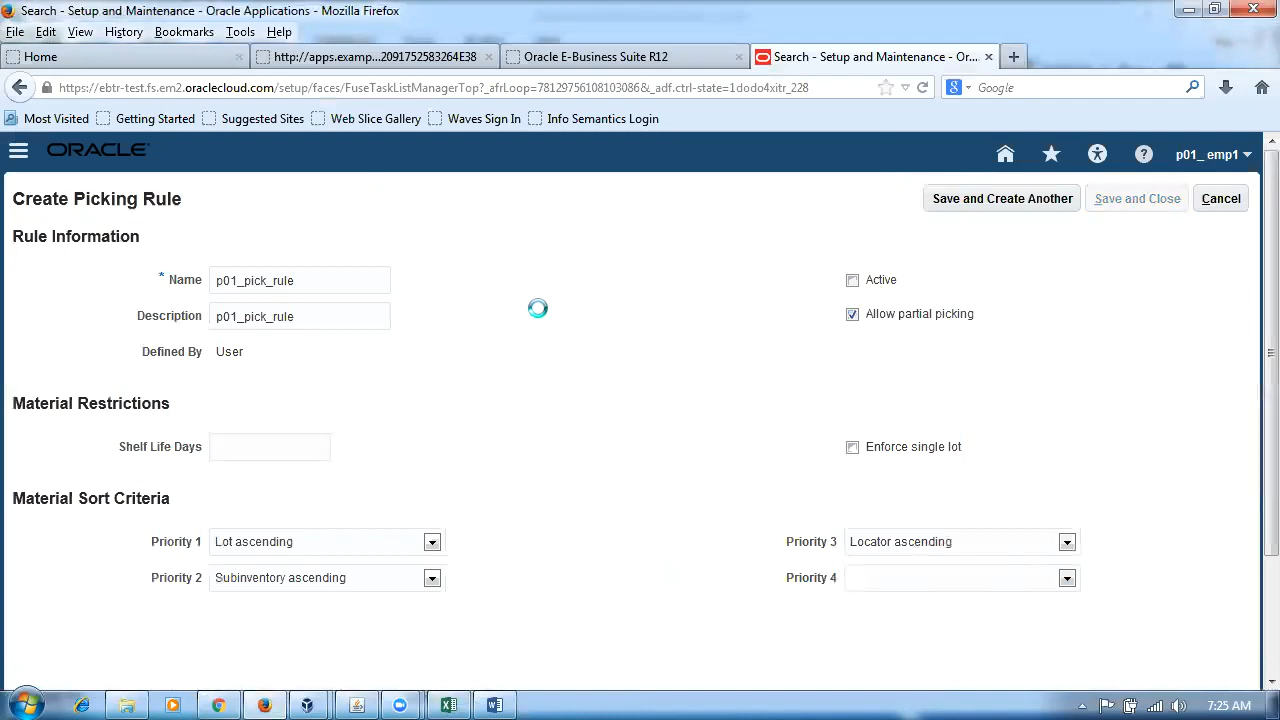 Search - Setup and Maintenance - Oracle Applications - Mozilla Firefox
File Edit View History Bookmarks Tools Help
Home
http://apps.examp...2091752583264E38
Oracle E-Business Suite R12
Search - Setup and Maintenance - Or...
https://ebtr-test.fs.em2.oraclecloud.com/setup/faces/FuseTaskListManagerTop?_afrLoop=78129756108103086&_adf.ctrl-state=1dodo4xitr_228
Google
Most Visited Getting Started Suggested Sites Web Slice Gallery Waves Sign In Info Semantics Logon
ORACLE
p01_ emp1
Create Picking Rule
Save and Create Another Save and Close Cancel
Rule Information
* Name p01_pick_rule
Active
Description p01_pick_rule
Allow partial picking
Defined By User
Material Restrictions
Shelf Life Days
Enforce single lot
Material Sort Criteria
Priority 1 Lot ascending
Priority 3 Locator ascending
Priority 2 Subinventory ascending
Priority 4
7:25 AM